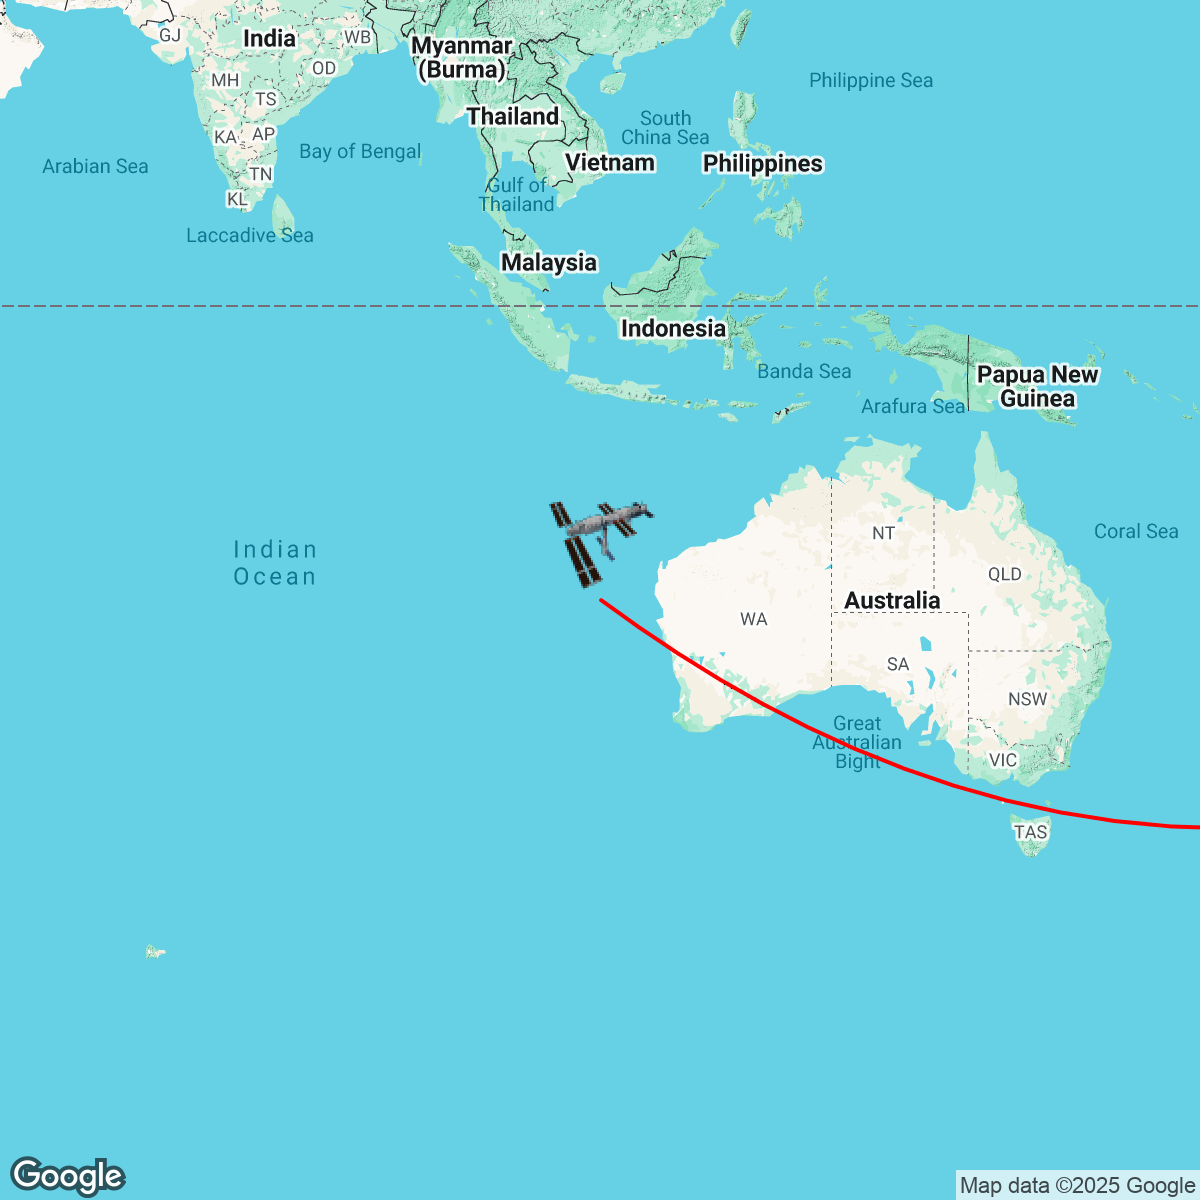 GJ
India
WB
Myanmar
(Burma)
OD
MH
TS
Philippine Sea
Thailand
South
China Sea
KA
AP
Bay of Bengal
Arabian Sea
Vietnam
Philippines
TN
KL
Gulf of
Thailand
Laccadive Sea
Malaysia
Indonesia
Banda Sea
Papua New
Guinea
Arafura Sea
Indian
Ocean
NT
Coral Sea
QLD
Australia
WA
SA
NSW
Great
Australian
Bight
VIC
TAS
Google
Map data ©2025 Google